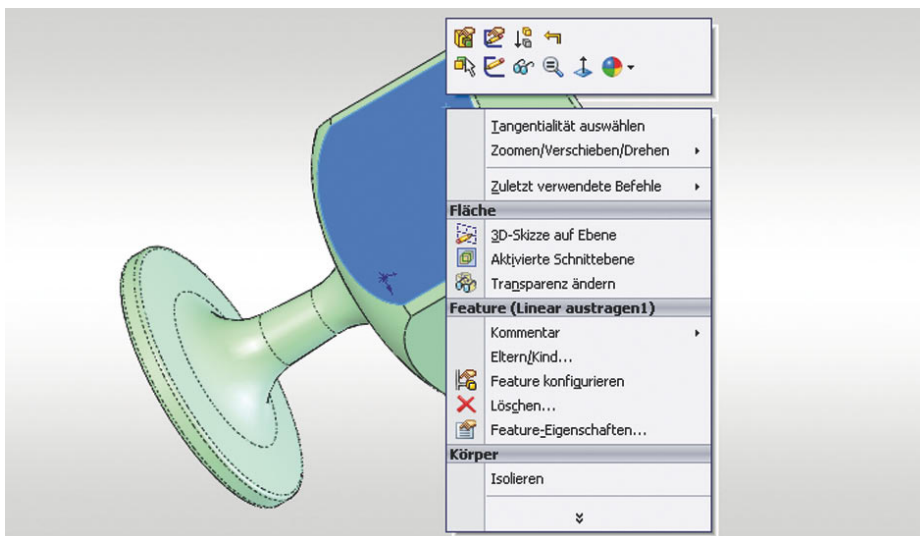 Tangentialität auswählen
Zoomen/Verschieben/Drehen
Zuletzt verwendete Befehle
Fläche
3D-Skizze auf Ebene
Aktivierte Schnittebene
Transparenz ändern
Feature (Linear austragen1)
Kommentar
Eltern/Kind...
Feature konfigurieren
Löschen...
Feature-Eigenschaften...
Körper
Isolieren